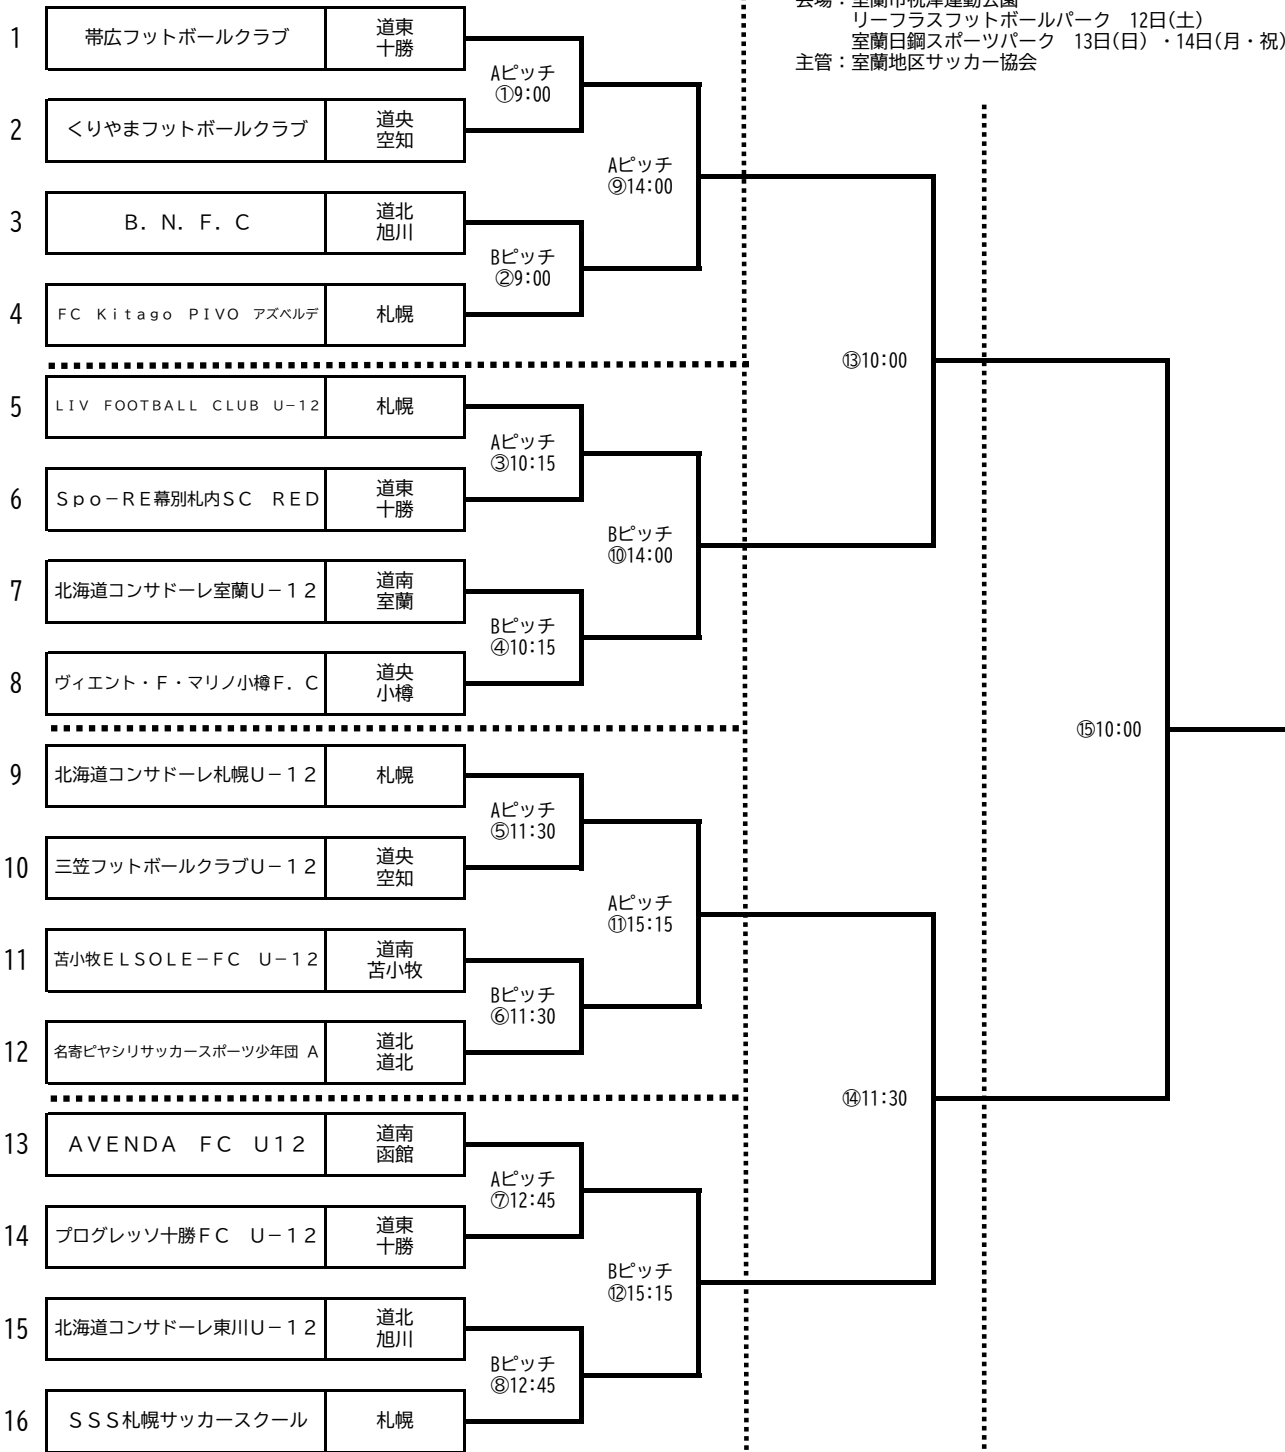 会場：室蘭市祝津運動公園
リーフラスフットボールパーク　12日(土)
室蘭日鋼スポーツパーク　13日(日)・14日(月・祝)
主管：室蘭地区サッカー協会
1 帯広フットボールクラブ 道東
十勝
Aピッチ
①9:00
2 くりやまフットボールクラブ 道央
空知
Aピッチ
⑨14:00
3 Ｂ．Ｎ．Ｆ．Ｃ 道北
旭川
Bピッチ
②9:00
4 ＦＣ　Ｋｉｔａｇｏ　ＰＩＶＯ　アズベルデ 札幌
⑬10:00
5 ＬＩＶ　ＦＯＯＴＢＡＬＬ　ＣＬＵＢ　Ｕ－１２ 札幌
Aピッチ
③10:15
6 Ｓｐｏ－ＲＥ幕別札内ＳＣ　ＲＥＤ 道東
十勝
Bピッチ
⑩14:00
7 北海道コンサドーレ室蘭Ｕ－１２ 道南
室蘭
Bピッチ
④10:15
8 ヴィエント・Ｆ・マリノ小樽Ｆ．Ｃ 道央
小樽
⑮10:00
9 北海道コンサドーレ札幌Ｕ－１２ 札幌
Aピッチ
⑤11:30
10 三笠フットボールクラブＵ－１２ 道央
空知
Aピッチ
⑪15:15
11 苫小牧ＥＬＳＯＬＥ－ＦＣ　Ｕ－１２ 道南
苫小牧
Bピッチ
⑥11:30
12 名寄ピヤシリサッカースポーツ少年団　Ａ 道北
道北
⑭11:30
13 ＡＶＥＮＤＡ　ＦＣ　Ｕ１２ 道南
函館
Aピッチ
⑦12:45
14 プログレッソ十勝ＦＣ　Ｕ－１２ 道東
十勝
Bピッチ
⑫15:15
15 北海道コンサドーレ東川Ｕ－１２ 道北
旭川
Bピッチ
⑧12:45
16 ＳＳＳ札幌サッカースクール 札幌